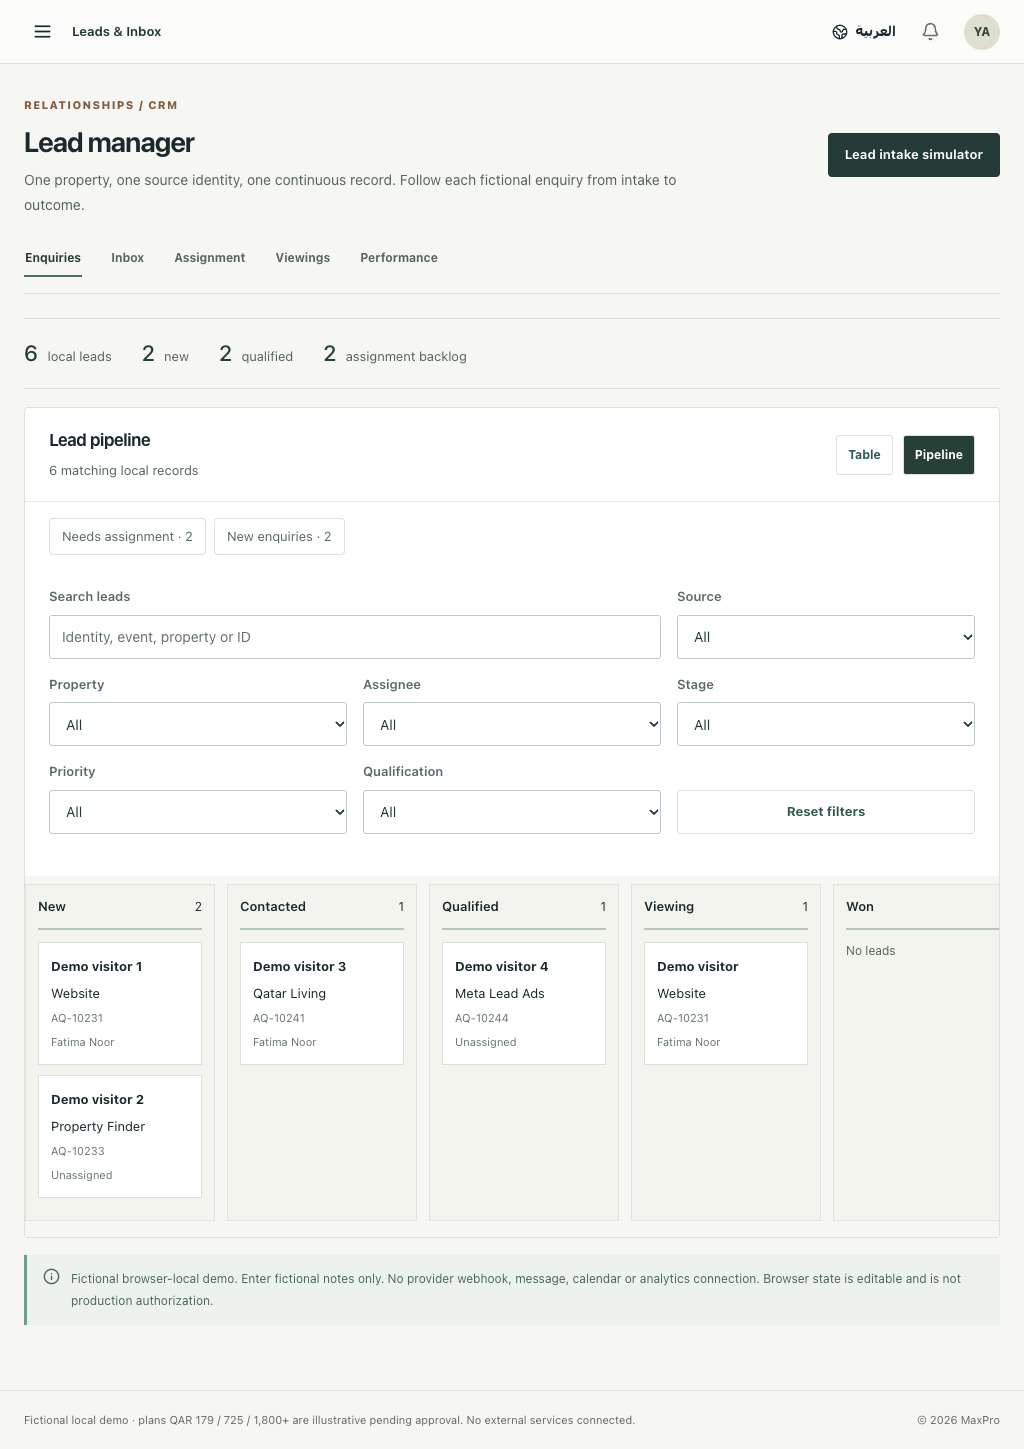 Leads & Inbox
العربية
YA
RELATIONSHIPS / CRM
Lead manager
One property, one source identity, one continuous record. Follow each fictional enquiry from intake to
outcome.
Lead intake simulator
Enquiries Inbox Assignment Viewings Performance
6 local leads 2 new 2 qualified 2 assignment backlog
Lead pipeline
6 matching local records
Table Pipeline
Needs assignment · 2 New enquiries · 2
Search leads Source
Identity, event, property or ID All
Property Assignee Stage
All All All
Priority Qualification
All All Reset filters
New 2
Demo visitor 1
Website
AQ-10231
Fatima Noor
Demo visitor 2
Property Finder
AQ-10233
Unassigned
Contacted 1
Demo visitor 3
Qatar Living
AQ-10241
Fatima Noor
Qualified 1
Demo visitor 4
Meta Lead Ads
AQ-10244
Unassigned
Viewing 1
Demo visitor
Website
AQ-10231
Fatima Noor
Won
No leads
Fictional browser-local demo. Enter fictional notes only. No provider webhook, message, calendar or analytics connection. Browser state is editable and is not
production authorization.
Fictional local demo · plans QAR 179 / 725 / 1,800+ are illustrative pending approval. No external services connected.
© 2026 MaxPro